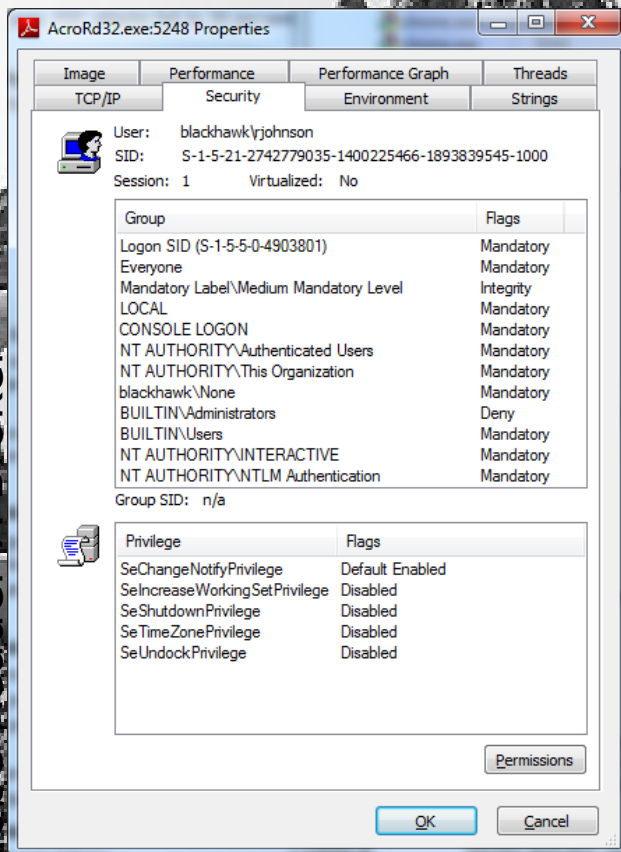 AcroRd32.exe:5248 Properties
Image Performance Performance Graph Threads
TCP/IP Security Environment Strings
User: blackhawk\rjohnson
SID: S-1-5-21-2742779035-1400225466-1893839545-1000
Session: 1 Virtualized: No
Group Flags
Logon SID (S-1-5-5-0-4903801) Mandatory
Everyone Mandatory
Mandatory Label\Medium Mandatory Level Integrity
LOCAL Mandatory
CONSOLE LOGON Mandatory
NT AUTHORITY\Authenticated Users Mandatory
NT AUTHORITY\This Organization Mandatory
blackhawk\None Mandatory
BUILTIN\Administrators Deny
BUILTIN\Users Mandatory
NT AUTHORITY\INTERACTIVE Mandatory
NT AUTHORITY\NTLM Authentication Mandatory
Group SID: n/a
Privilege Flags
SeChangeNotifyPrivilege Default Enabled
SeIncreaseWorkingSetPrivilege Disabled
SeShutdownPrivilege Disabled
SeTimeZonePrivilege Disabled
SeUndockPrivilege Disabled
Permissions
OK Cancel